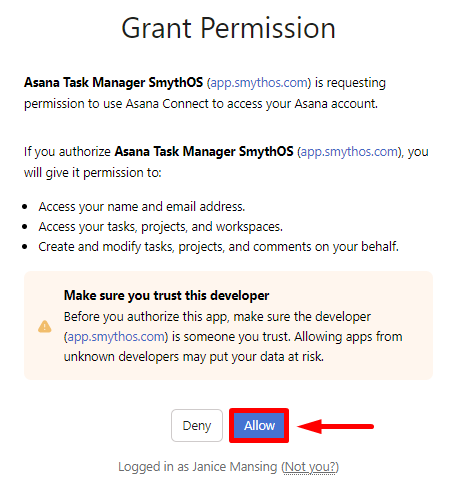 Grant Permission
Asana Task Manager SmythOS (app.smythos.com) is requesting
permission to use Asana Connect to access your Asana account.
If you authorize Asana Task Manager SmythOS (app.smythos.com), you
will give it permission to:
• Access your name and email address.
• Access your tasks, projects, and workspaces.
• Create and modify tasks, projects, and comments on your behalf.
Make sure you trust this developer
Before you authorize this app, make sure the developer
(app.smythos.com) is someone you trust. Allowing apps from
unknown developers may put your data at risk.
Deny Allow
Logged in as Janice Mansing (Not you?)